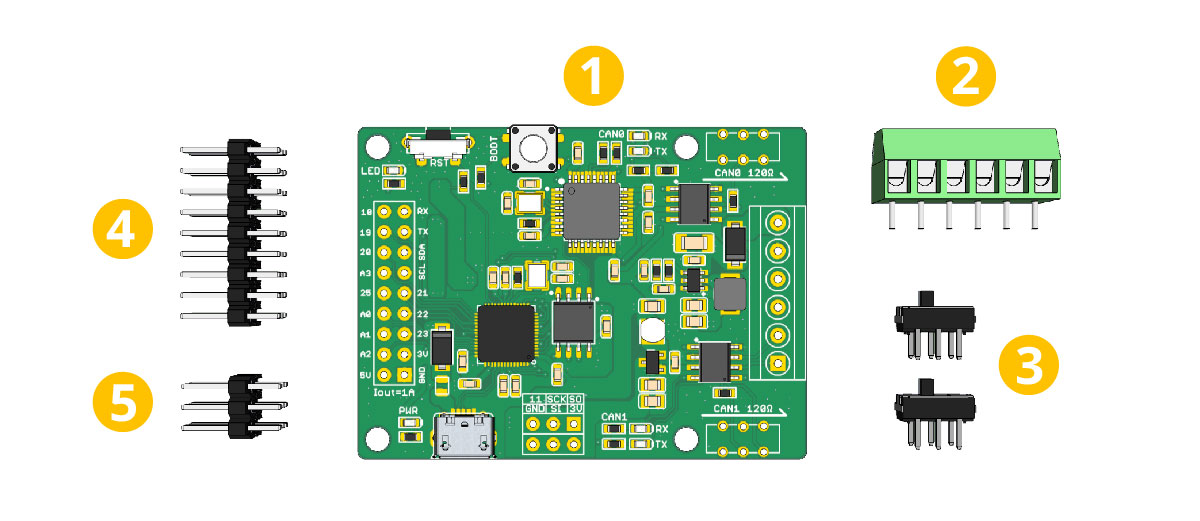 1
2
3
4
5
RST
BOOT
CAN0
RX
TX
CAN0 120Ω
LED
18 RX
19 TX
20 SDA
A3 SCL
25 21
A0 22
A1 23
A2 3V
5V GND
Iout=1A
PWR
11 SCK SO
GND SI 3V
CAN1
RX
TX
CAN1 120Ω